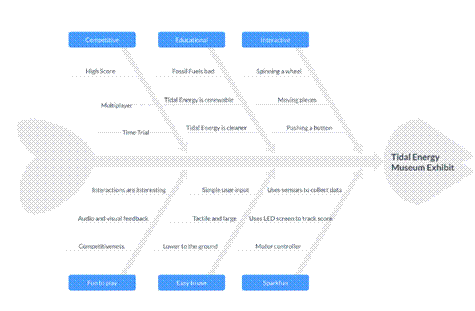 Competitive
Educational
Interactive
High Score
Fossil Fuels bad
Spinning a wheel
Multiplayer
Tidal Energy is renewable
Moving pieces
Time Trial
Tidal Energy is cleaner
Pushing a button
Tidal Energy
Museum Exhibit
Interactions are interesting
Simple user input
Uses sensors to collect data
Audio and visual feedback
Tactile and large
Uses LED screen to track score
Competitiveness
Lower to the ground
Motor controller
Fun to play
Easy to use
Sparkfun